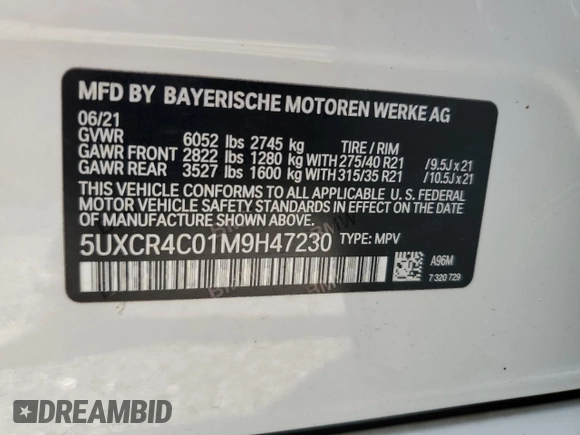 MFD BY BAYERISCHE MOTOREN WERKE AG
06/21
GVWR 6052 lbs 2745 kg TIRE / RIM
GAWR FRONT 2822 lbs 1280 kg WITH 275/40 R21 /9.5J x 21
GAWR REAR 3527 lbs 1600 kg WITH 315/35 R21 /10.5J x 21
THIS VEHICLE CONFORMS TO ALL APPLICABLE U. S. FEDERAL
MOTOR VEHICLE SAFETY STANDARDS IN EFFECT ON THE DATE
OF MANUFACTURE SHOWN ABOVE.
5UXCR4C01M9H47230 TYPE: MPV
A96M
7 320 729
DREAMBID